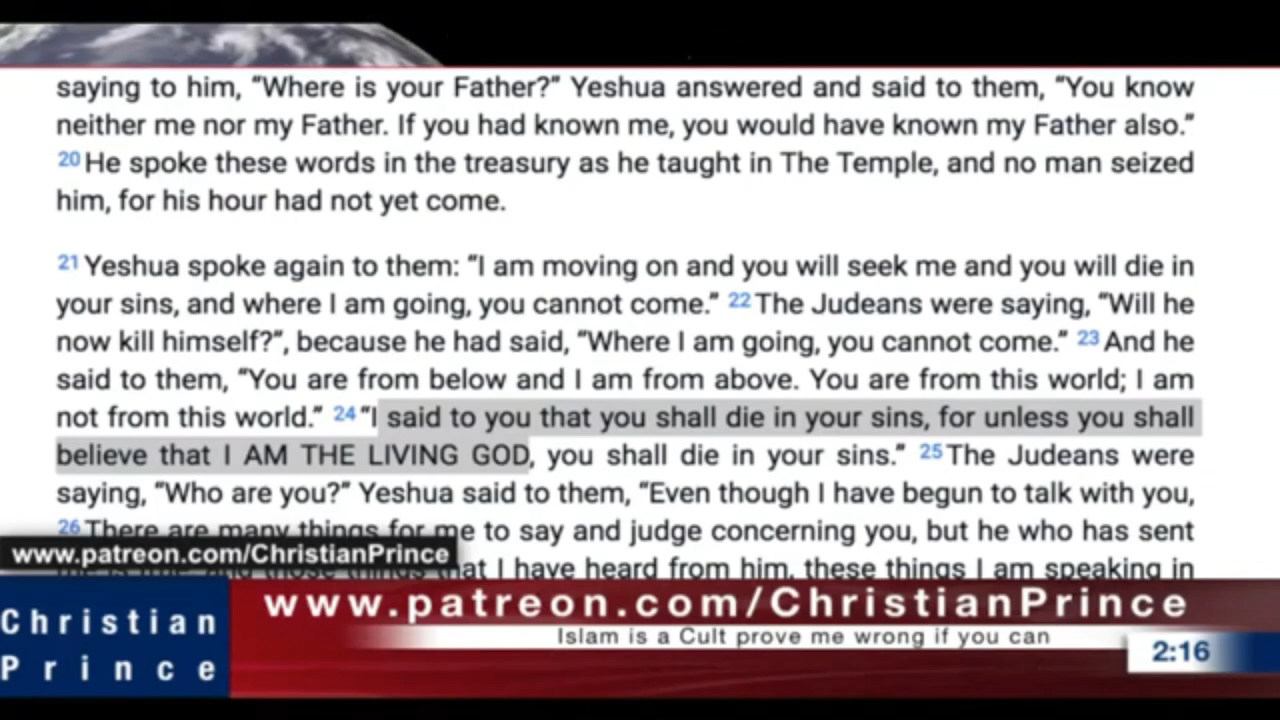 saying to him, “Where is your Father?” Yeshua answered and said to them, “You know
neither me nor my Father. If you had known me, you would have known my Father also.”
20 He spoke these words in the treasury as he taught in The Temple, and no man seized
him, for his hour had not yet come.
21 Yeshua spoke again to them: “I am moving on and you will seek me and you will die in
your sins, and where I am going, you cannot come.” 22 The Judeans were saying, “Will he
now kill himself?”, because he had said, “Where I am going, you cannot come.” 23 And he
said to them, “You are from below and I am from above. You are from this world; I am
not from this world.” 24 “I said to you that you shall die in your sins, for unless you shall
believe that I AM THE LIVING GOD, you shall die in your sins.” 25 The Judeans were
saying, “Who are you?” Yeshua said to them, “Even though I have begun to talk with you,
26 There are many things for me to say and judge concerning you, but he who has sent
that I have heard from him, these things I am speaking in
www.patreon.com/ChristianPrince
www.patreon.com/ChristianPrince
Islam is a Cult prove me wrong if you can
Christian
Prince
2:16